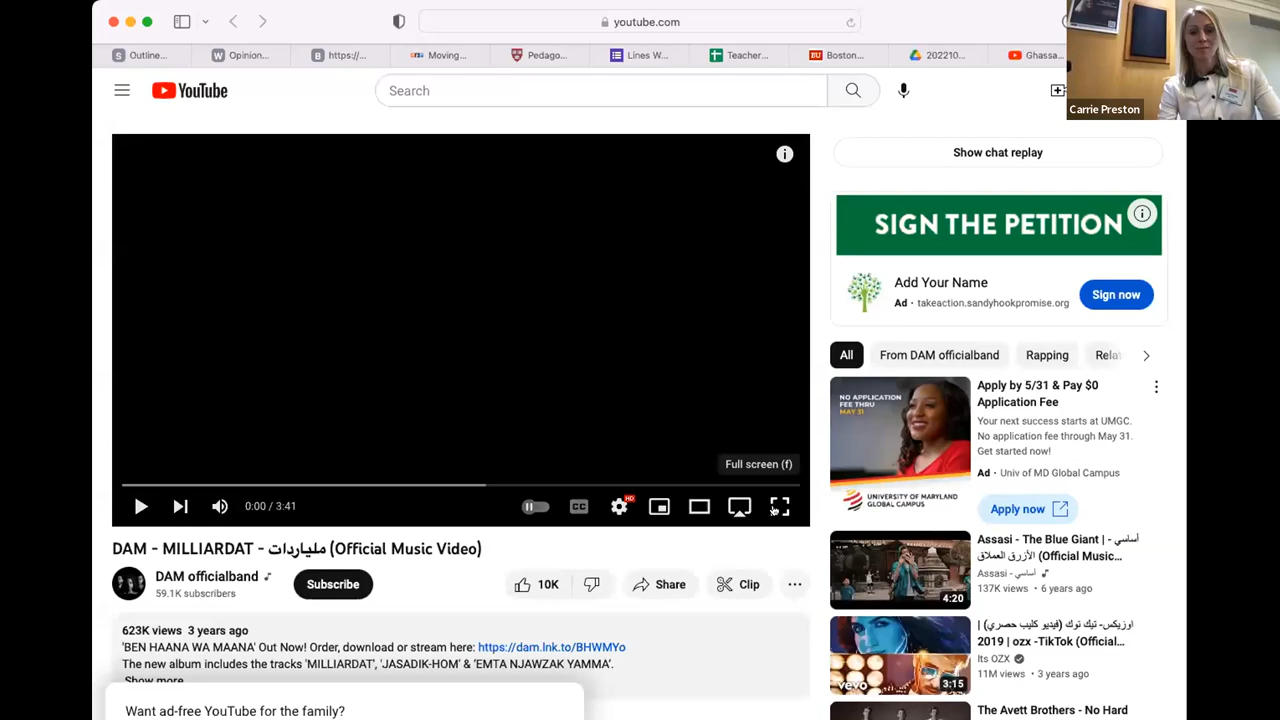 youtube.com
Outline...
Opinion...
https:/...
Moving...
Pedago...
Lines W...
Teacher...
Boston...
202210...
Ghassa...
YouTube
Search
Carrie Preston
Show chat replay
SIGN THE PETITION
Add Your Name
Ad · takeaction.sandyhookpromise.org
Sign now
All
From DAM officialband
Rapping
Rela
NO APPLICATION
FEE THRU
MAY 31
UNIVERSITY OF MARYLAND
GLOBAL CAMPUS
Apply by 5/31 & Pay $0
Application Fee
Your next success starts at UMGC.
No application fee through May 31.
Get started now!
Ad · Univ of MD Global Campus
Apply now
Full screen (f)
0:00 / 3:41
CC
HD
DAM - MILLIARDAT - ملياردات (Official Music Video)
DAM officialband
59.1K subscribers
Subscribe
10K
Share
Clip
623K views 3 years ago
'BEN HAANA WA MAANA' Out Now! Order, download or stream here: https://dam.lnk.to/BHWMYo
The new album includes the tracks 'MILLIARDAT', 'JASADIK-HOM' & 'EMTA NJAWZAK YAMMA'.
Show more
Want ad-free YouTube for the family?
4:20
Assasi - The Blue Giant | - أساسي
الأزرق العملاق (Official Music...
Assasi - أساسي
137K views · 6 years ago
vevo
3:15
اوزيكس- تيك توك (فيديو كليب حصري) |
2019 | ozx -TikTok (Official...
Its OZX
11M views · 3 years ago
The Avett Brothers - No Hard